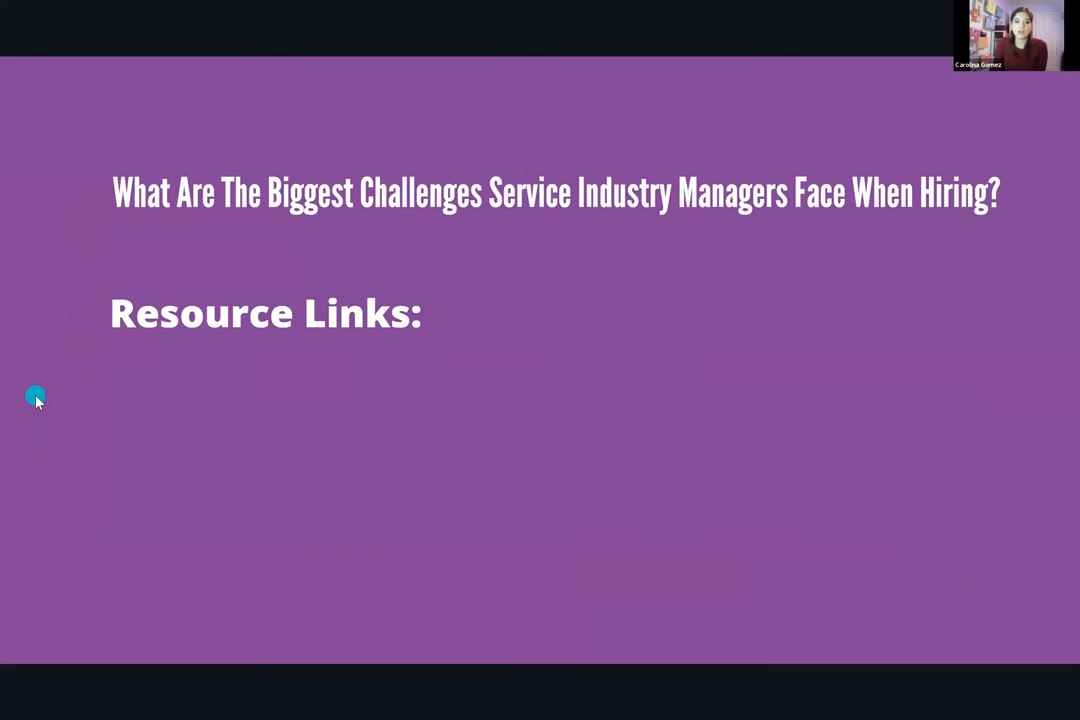 Carolina Gomez
What Are The Biggest Challenges Service Industry Managers Face When Hiring?
Resource Links: